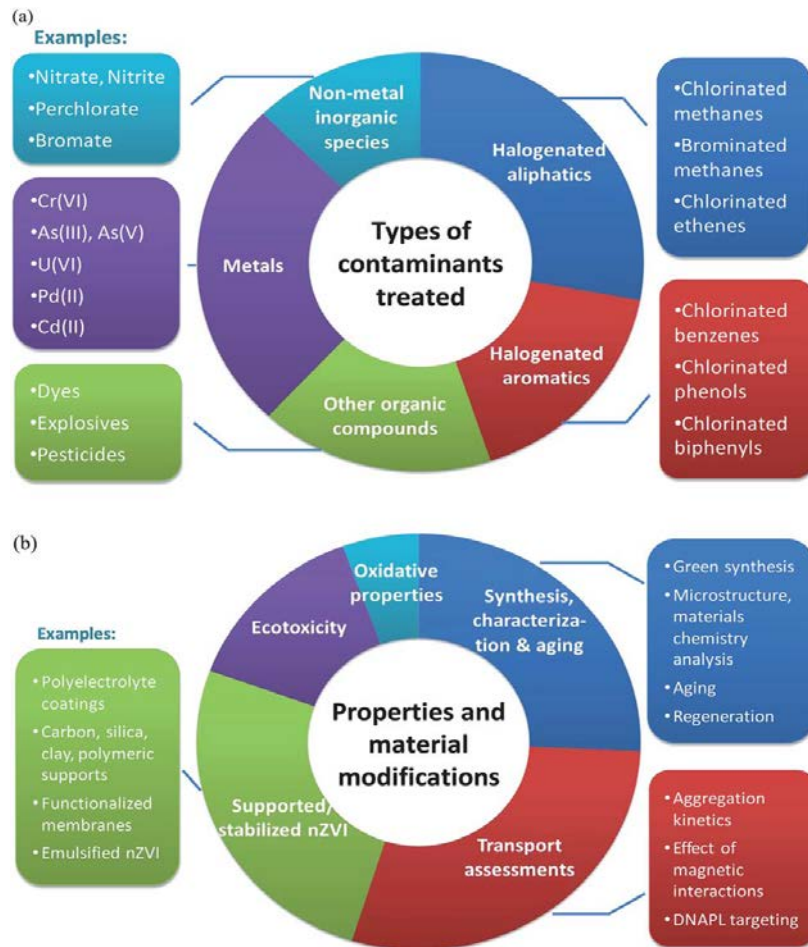 (a)
Examples:
•Nitrate, Nitrite
•Perchlorate
•Bromate
•Cr(VI)
•As(III), As(V)
•U(VI)
•Pd(II)
•Cd(II)
•Dyes
•Explosives
•Pesticides
Non-metal
inorganic
species
Halogenated
aliphatics
Metals
Types of
contaminants
treated
Halogenated
aromatics
Other organic
compounds
•Chlorinated
methanes
•Brominated
methanes
•Chlorinated
ethenes
•Chlorinated
benzenes
•Chlorinated
phenols
•Chlorinated
biphenyls
(b)
Examples:
• Polyelectrolyte
coatings
• Carbon, silica,
clay, polymeric
supports
• Functionalized
membranes
• Emulsified nZVI
Oxidative
properties
Synthesis,
characteriza-
tion & aging
Ecotoxicity
Properties and
material
modifications
Supported/
stabilized nZVI
Transport
assessments
• Green synthesis
• Microstructure,
materials
chemistry
analysis
• Aging
• Regeneration
• Aggregation
kinetics
• Effect of
magnetic
interactions
• DNAPL targeting